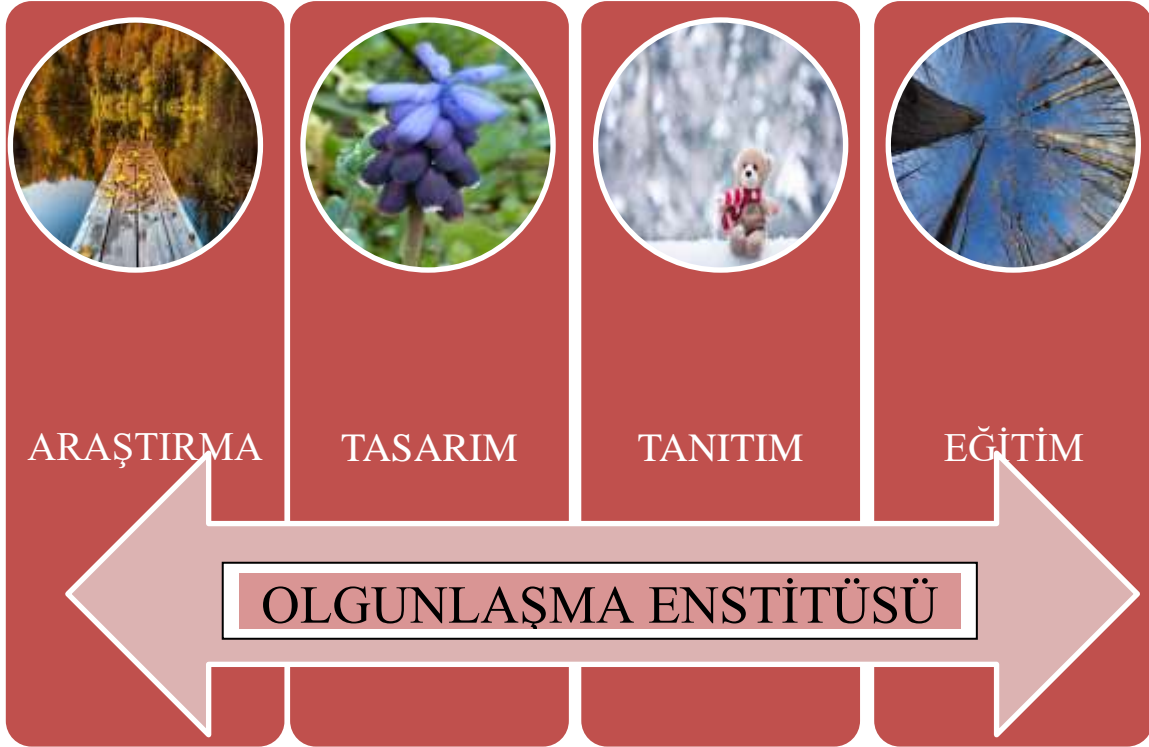 ARAŞTIRMA
TASARIM
TANITIM
EĞİTİM
OLGUNLAŞMA ENSTİTÜSÜ